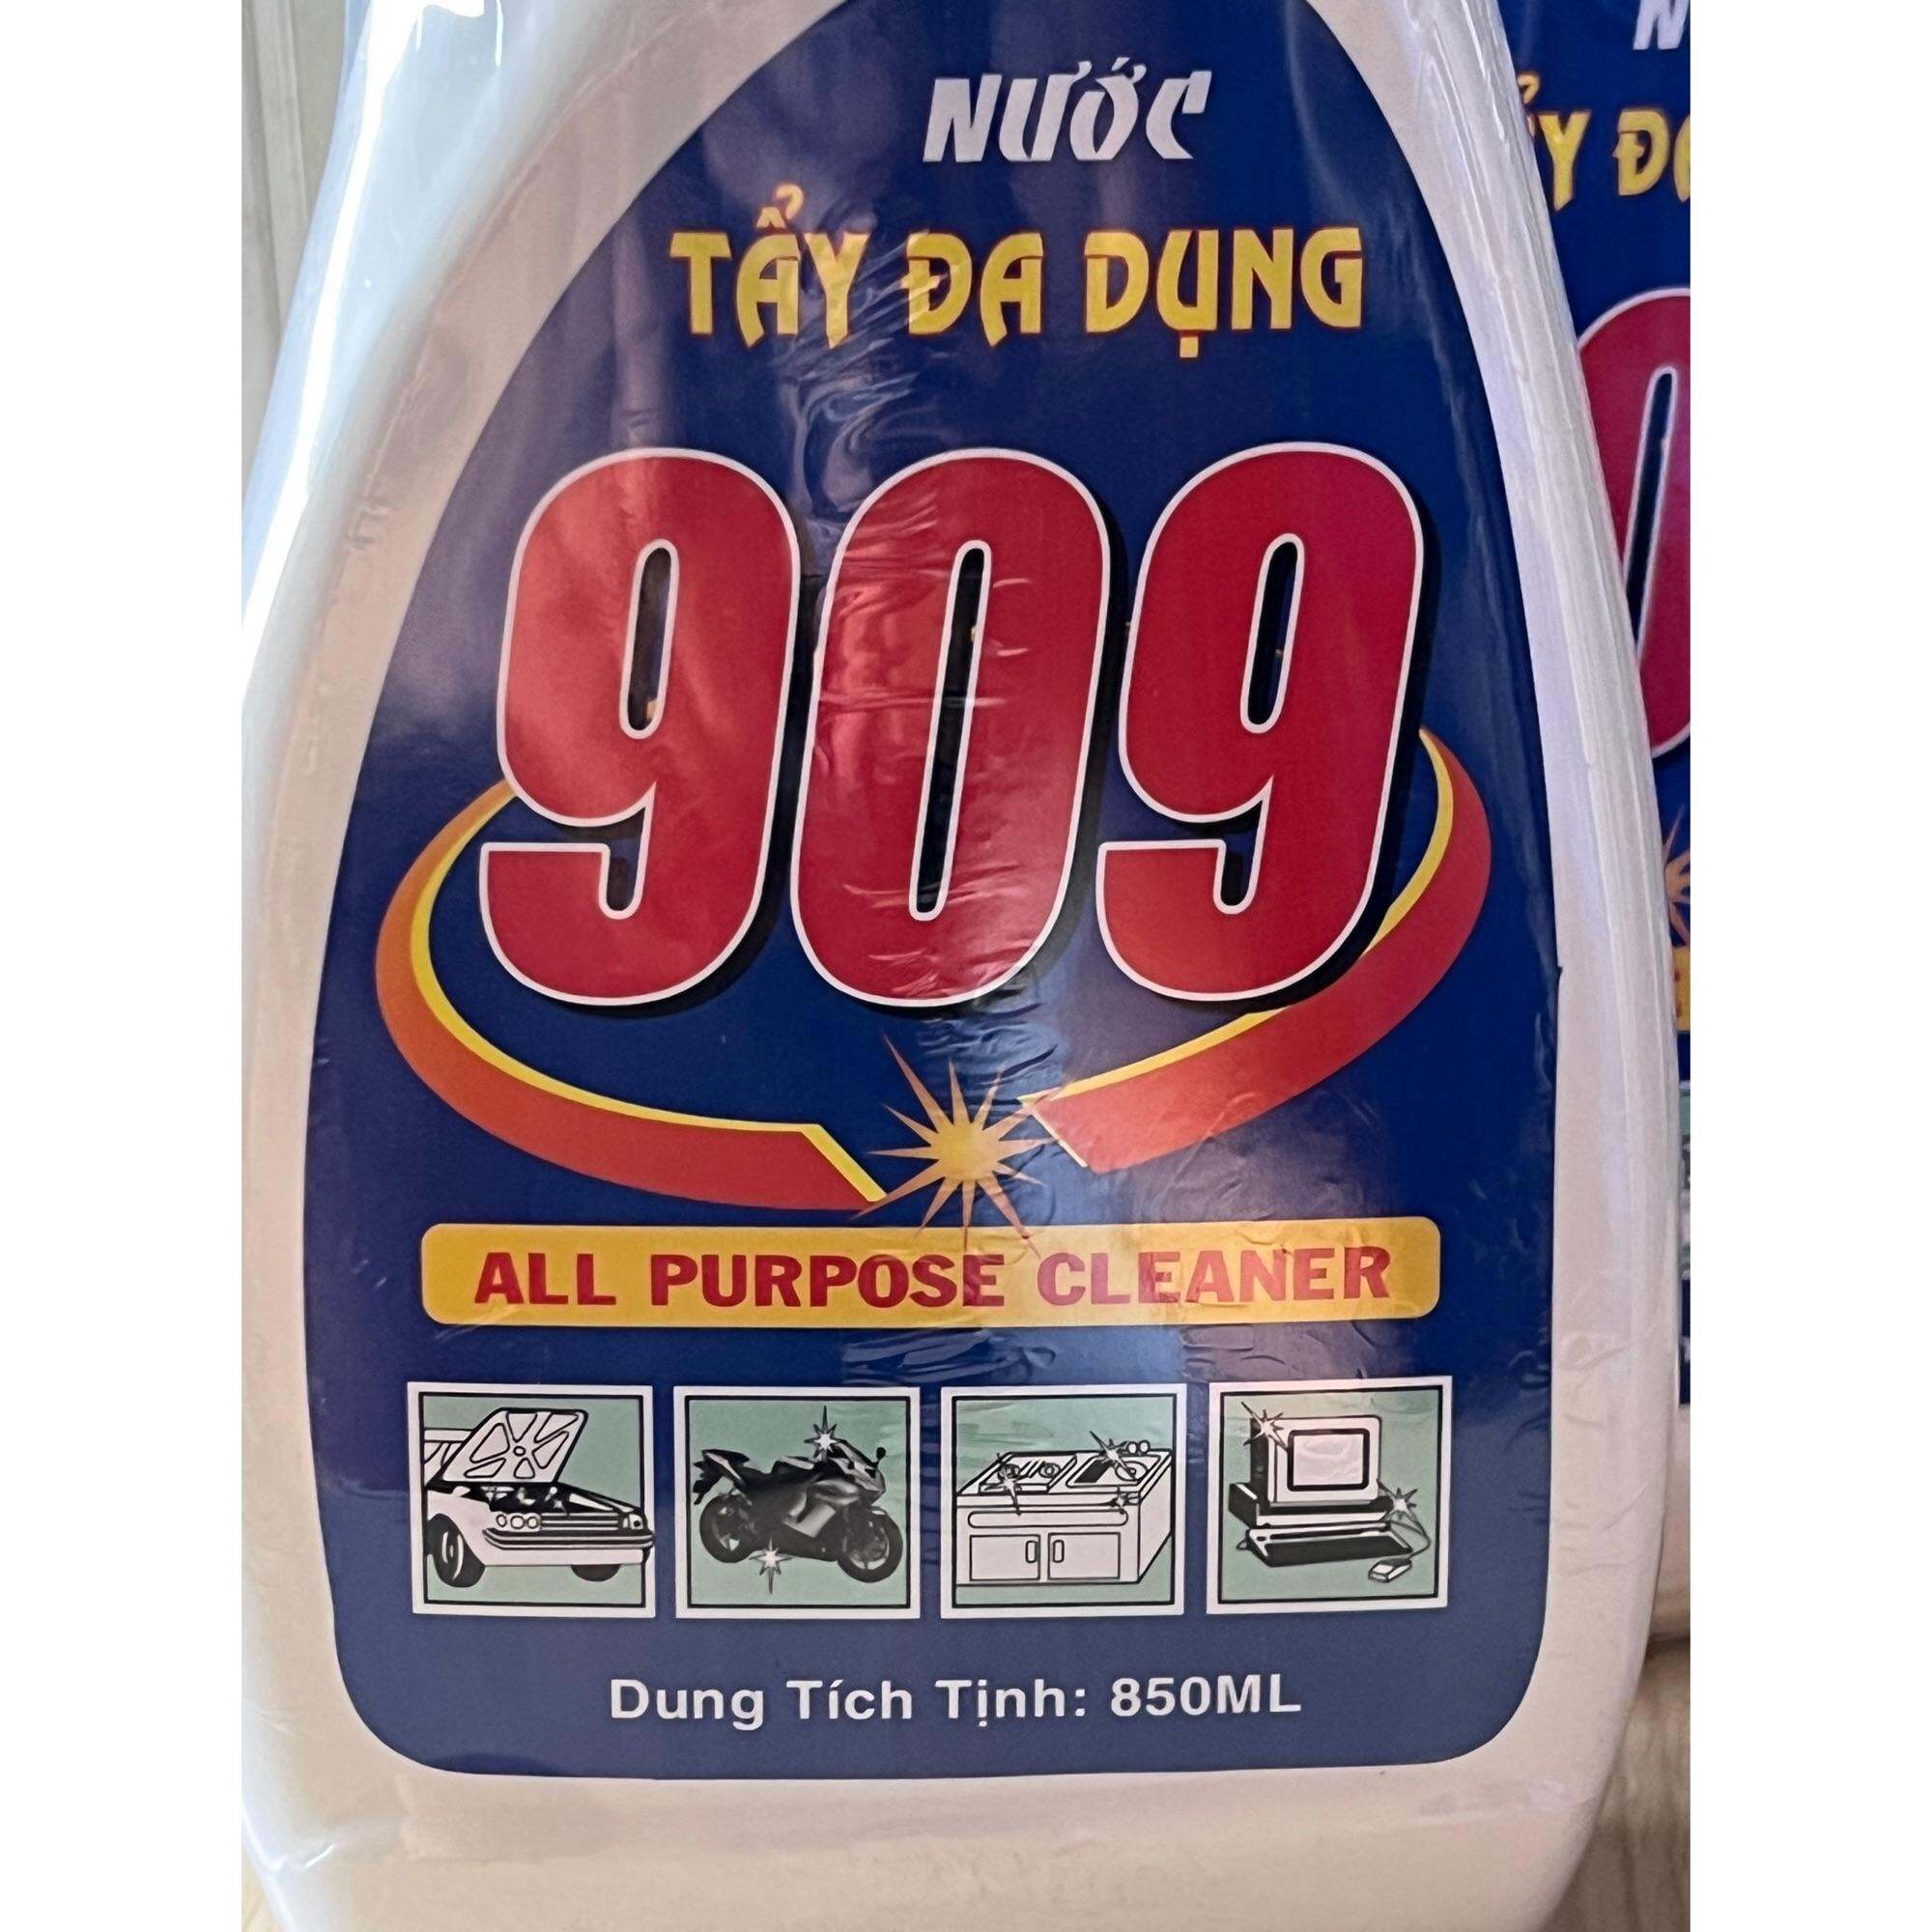 NƯỚC
TẨY ĐA DỤNG
909
ALL PURPOSE CLEANER
Dung Tích Tịnh: 850ML